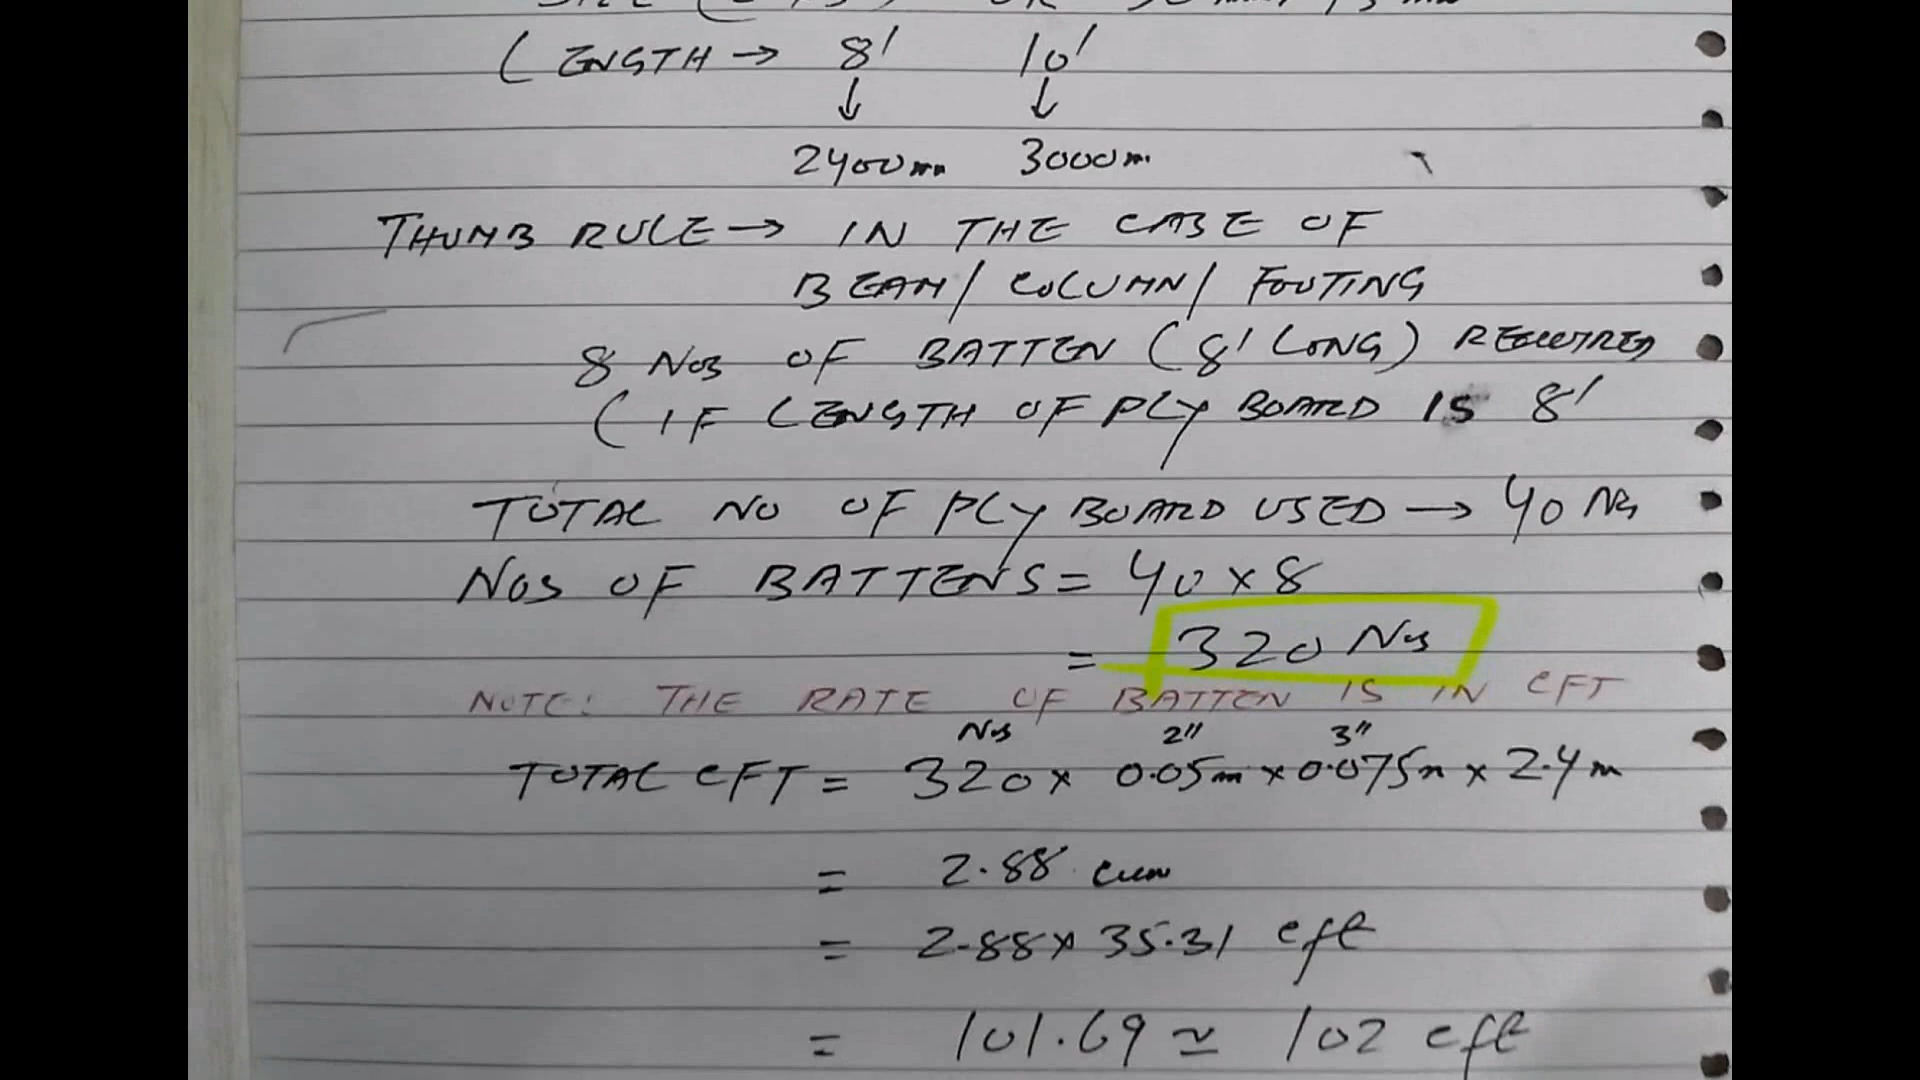 (LENGTH → 8' 10'
↓ ↓
2400mm 3000m
THUMB RULE → IN THE CASE OF
BEAM/ COLUMN/ FOOTING
8 Nos OF BATTEN (8' LONG) REQUIRED
(IF LENGTH OF PLY BOARD IS 8'
TOTAL NO OF PLY BOARD USED → 40 Nos
NOS OF BATTENS = 40 x 8
= 320 Nos
NOTE: THE RATE OF BATTEN IS IN CFT
Nos 2" 3"
TOTAL CFT = 320 x 0.05m x 0.075m x 2.4m
= 2.88 cum
= 2.88 x 35.31 cft
= 101.69 ≃ 102 cft